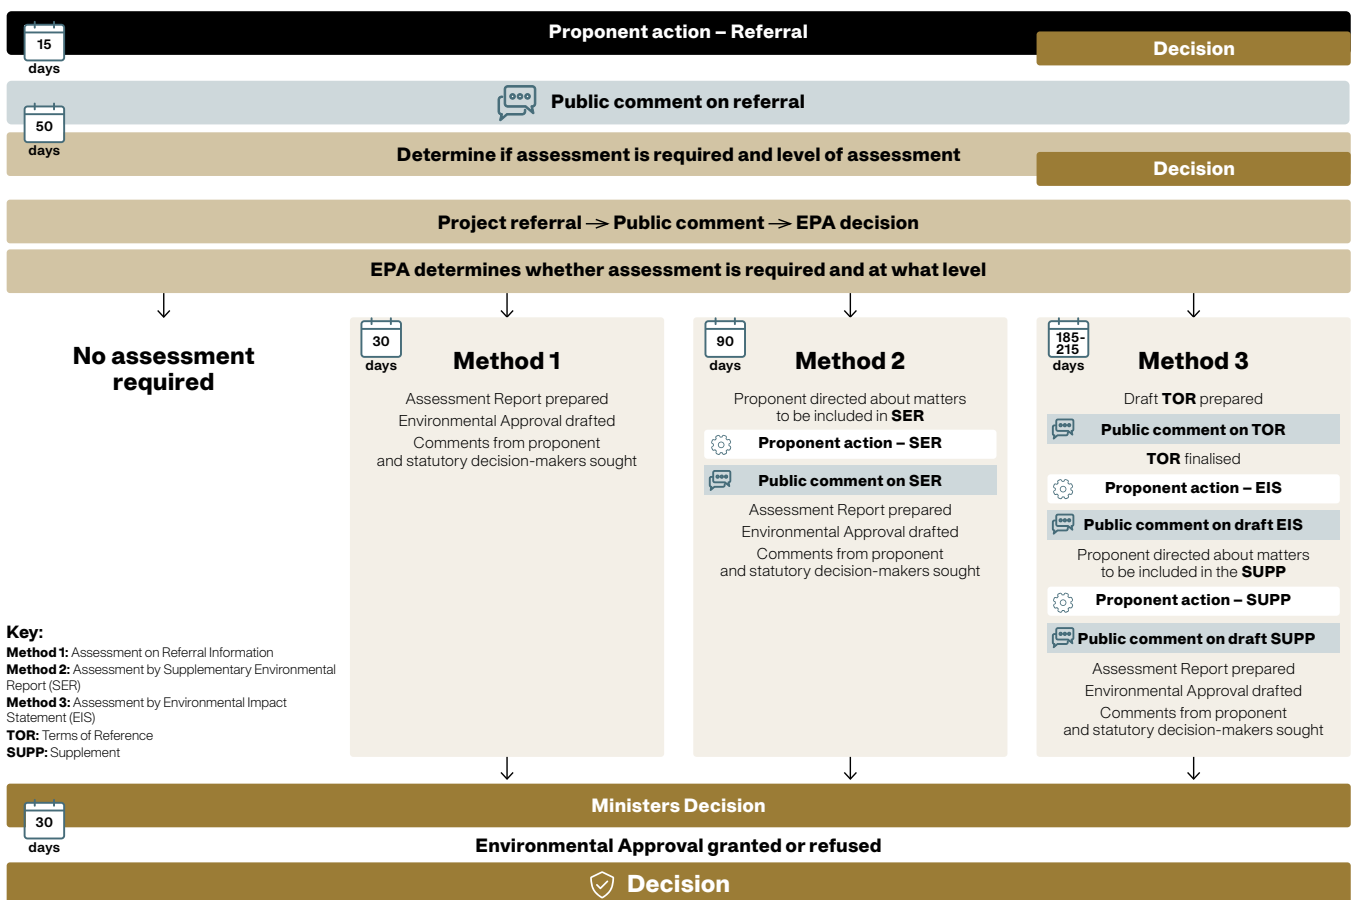 Proponent action – Referral
15
days
Decision
Public comment on referral
50
days
Determine if assessment is required and level of assessment
Decision
Project referral → Public comment → EPA decision
EPA determines whether assessment is required and at what level
No assessment
required
30
days
Method 1
Assessment Report prepared
Environmental Approval drafted
Comments from proponent
and statutory decision-makers sought
90
days
Method 2
Proponent directed about matters
to be included in SER
Proponent action – SER
Public comment on SER
Assessment Report prepared
Environmental Approval drafted
Comments from proponent
and statutory decision-makers sought
185-
215
days
Method 3
Draft TOR prepared
Public comment on TOR
TOR finalised
Proponent action – EIS
Public comment on draft EIS
Proponent directed about matters
to be included in the SUPP
Proponent action – SUPP
Public comment on draft SUPP
Assessment Report prepared
Environmental Approval drafted
Comments from proponent
and statutory decision-makers sought
Key:
Method 1: Assessment on Referral Information
Method 2: Assessment by Supplementary Environmental
Report (SER)
Method 3: Assessment by Environmental Impact
Statement (EIS)
TOR: Terms of Reference
SUPP: Supplement
Ministers Decision
30
days
Environmental Approval granted or refused
Decision